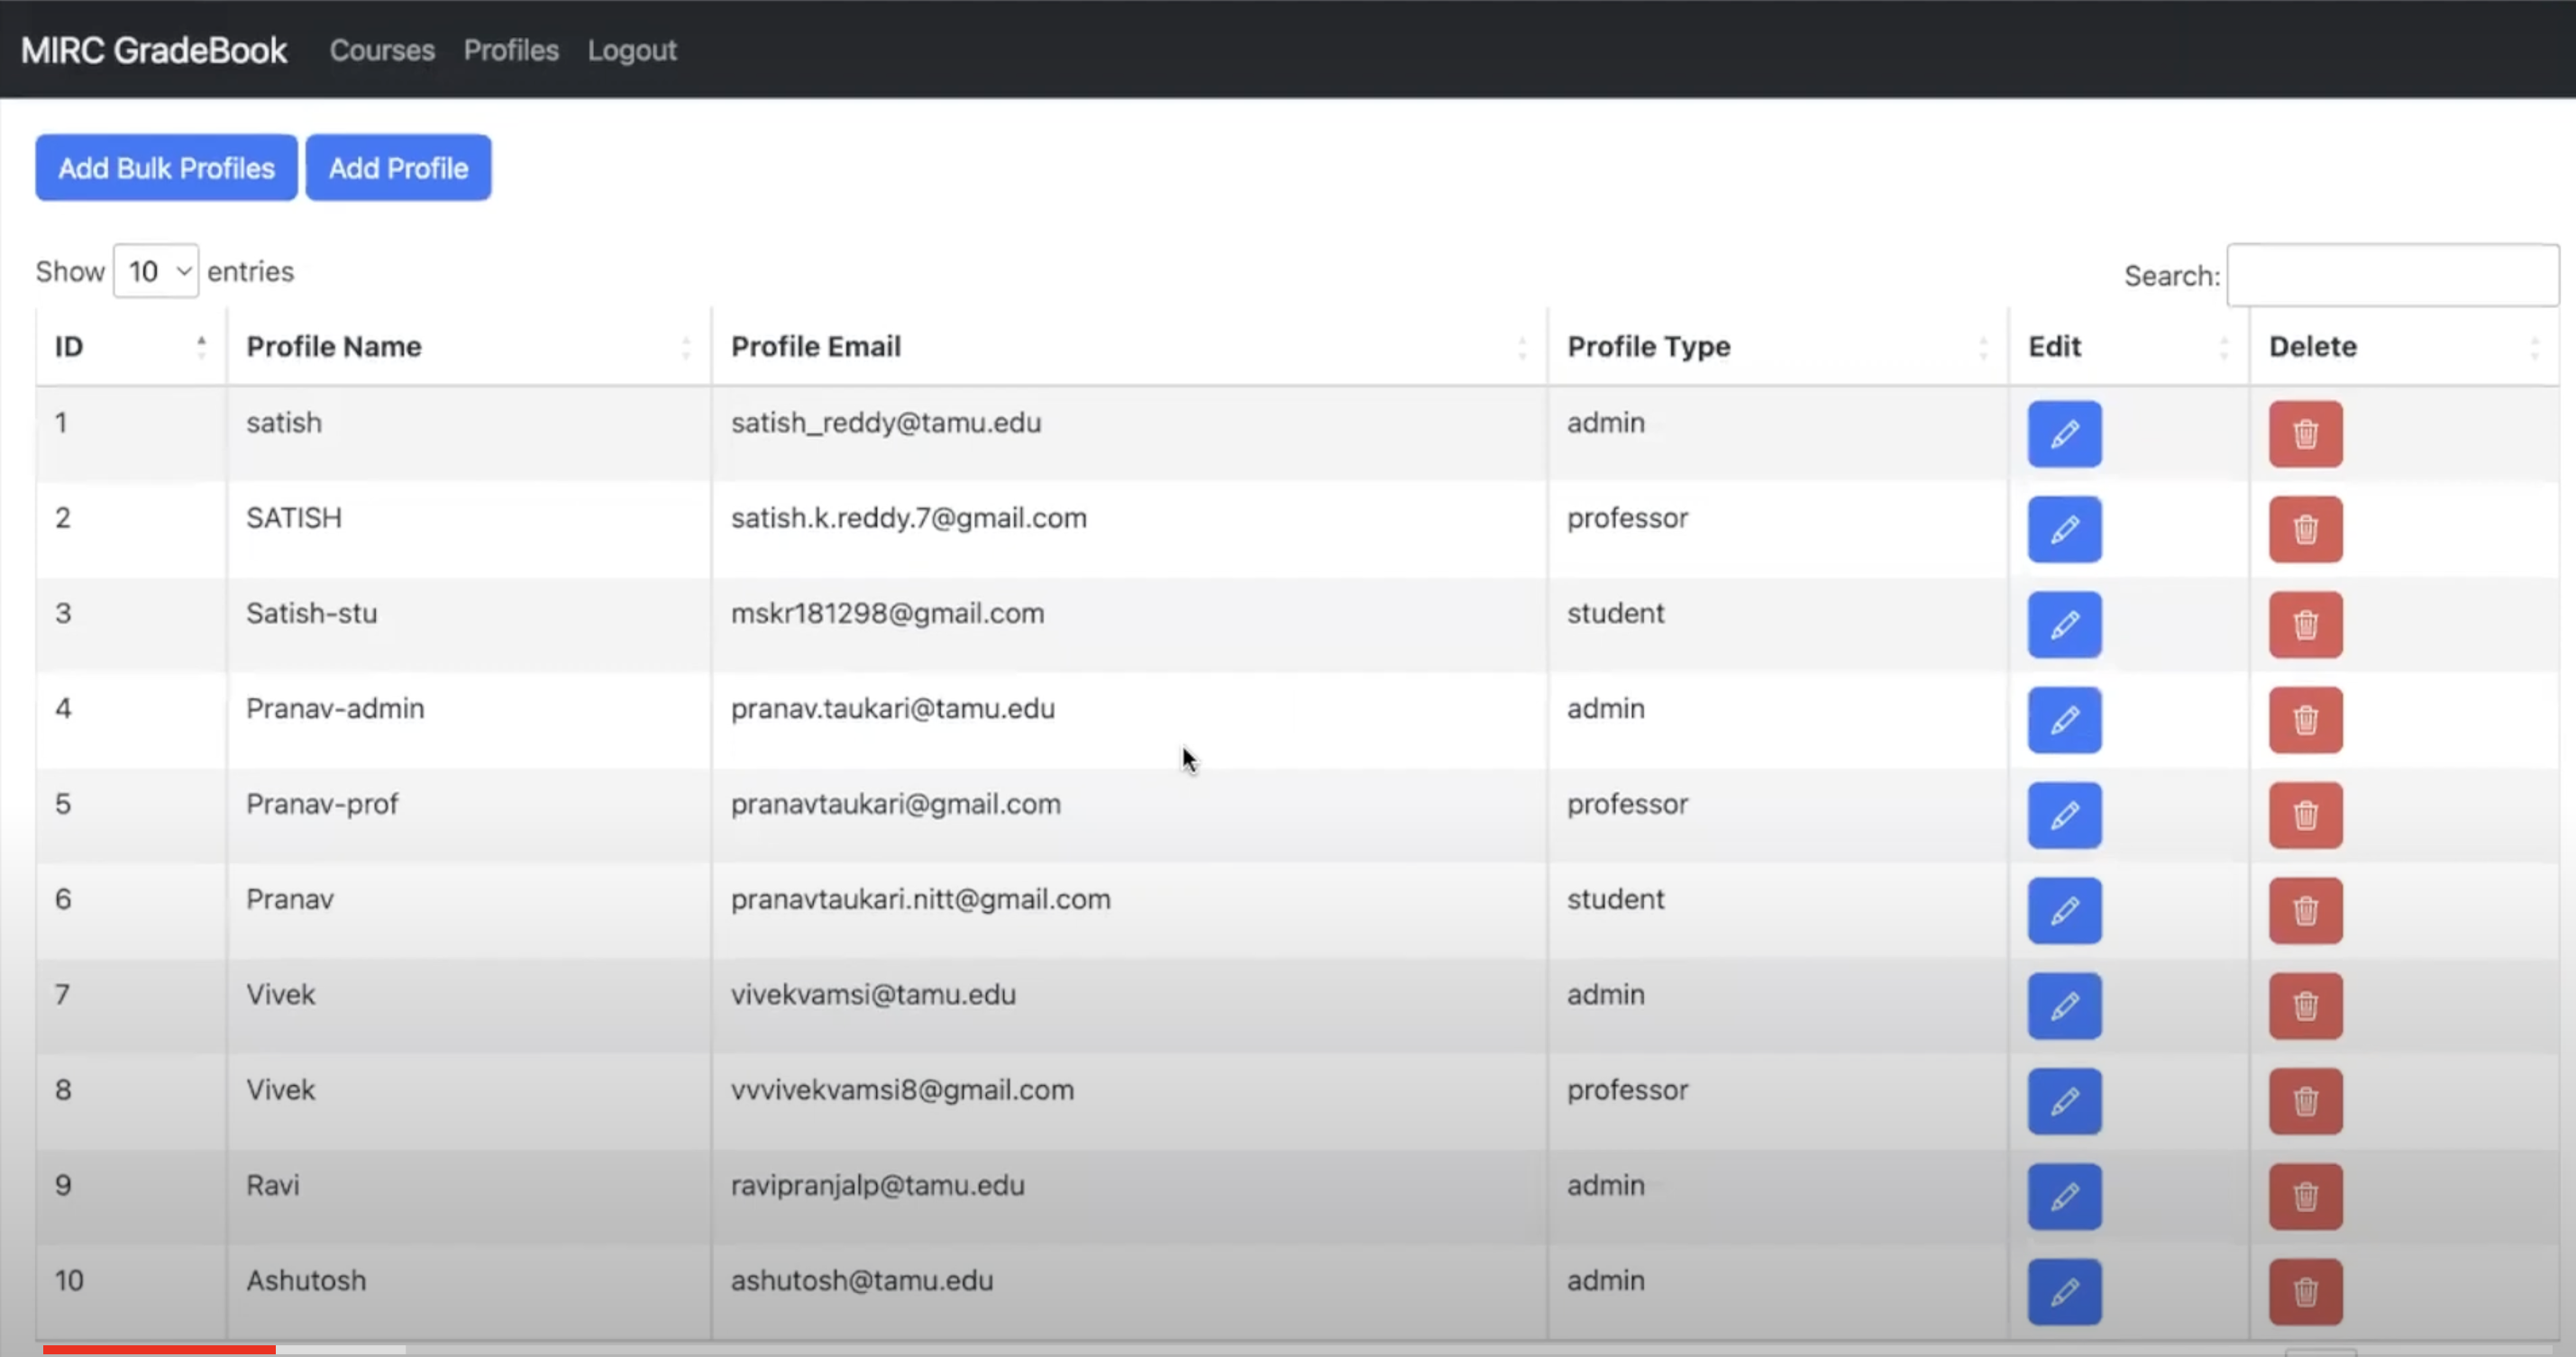 MIRC GradeBook Courses Profiles Logout
Add Bulk Profiles Add Profile
Show 10 entries Search:
ID Profile Name Profile Email Profile Type Edit Delete
1 satish satish_reddy@tamu.edu admin
2 SATISH satish.k.reddy.7@gmail.com professor
3 Satish-stu mskr181298@gmail.com student
4 Pranav-admin pranav.taukari@tamu.edu admin
5 Pranav-prof pranavtaukari@gmail.com professor
6 Pranav pranavtaukari.nitt@gmail.com student
7 Vivek vivekvamsi@tamu.edu admin
8 Vivek vvvivekvamsi8@gmail.com professor
9 Ravi ravipranjalp@tamu.edu admin
10 Ashutosh ashutosh@tamu.edu admin